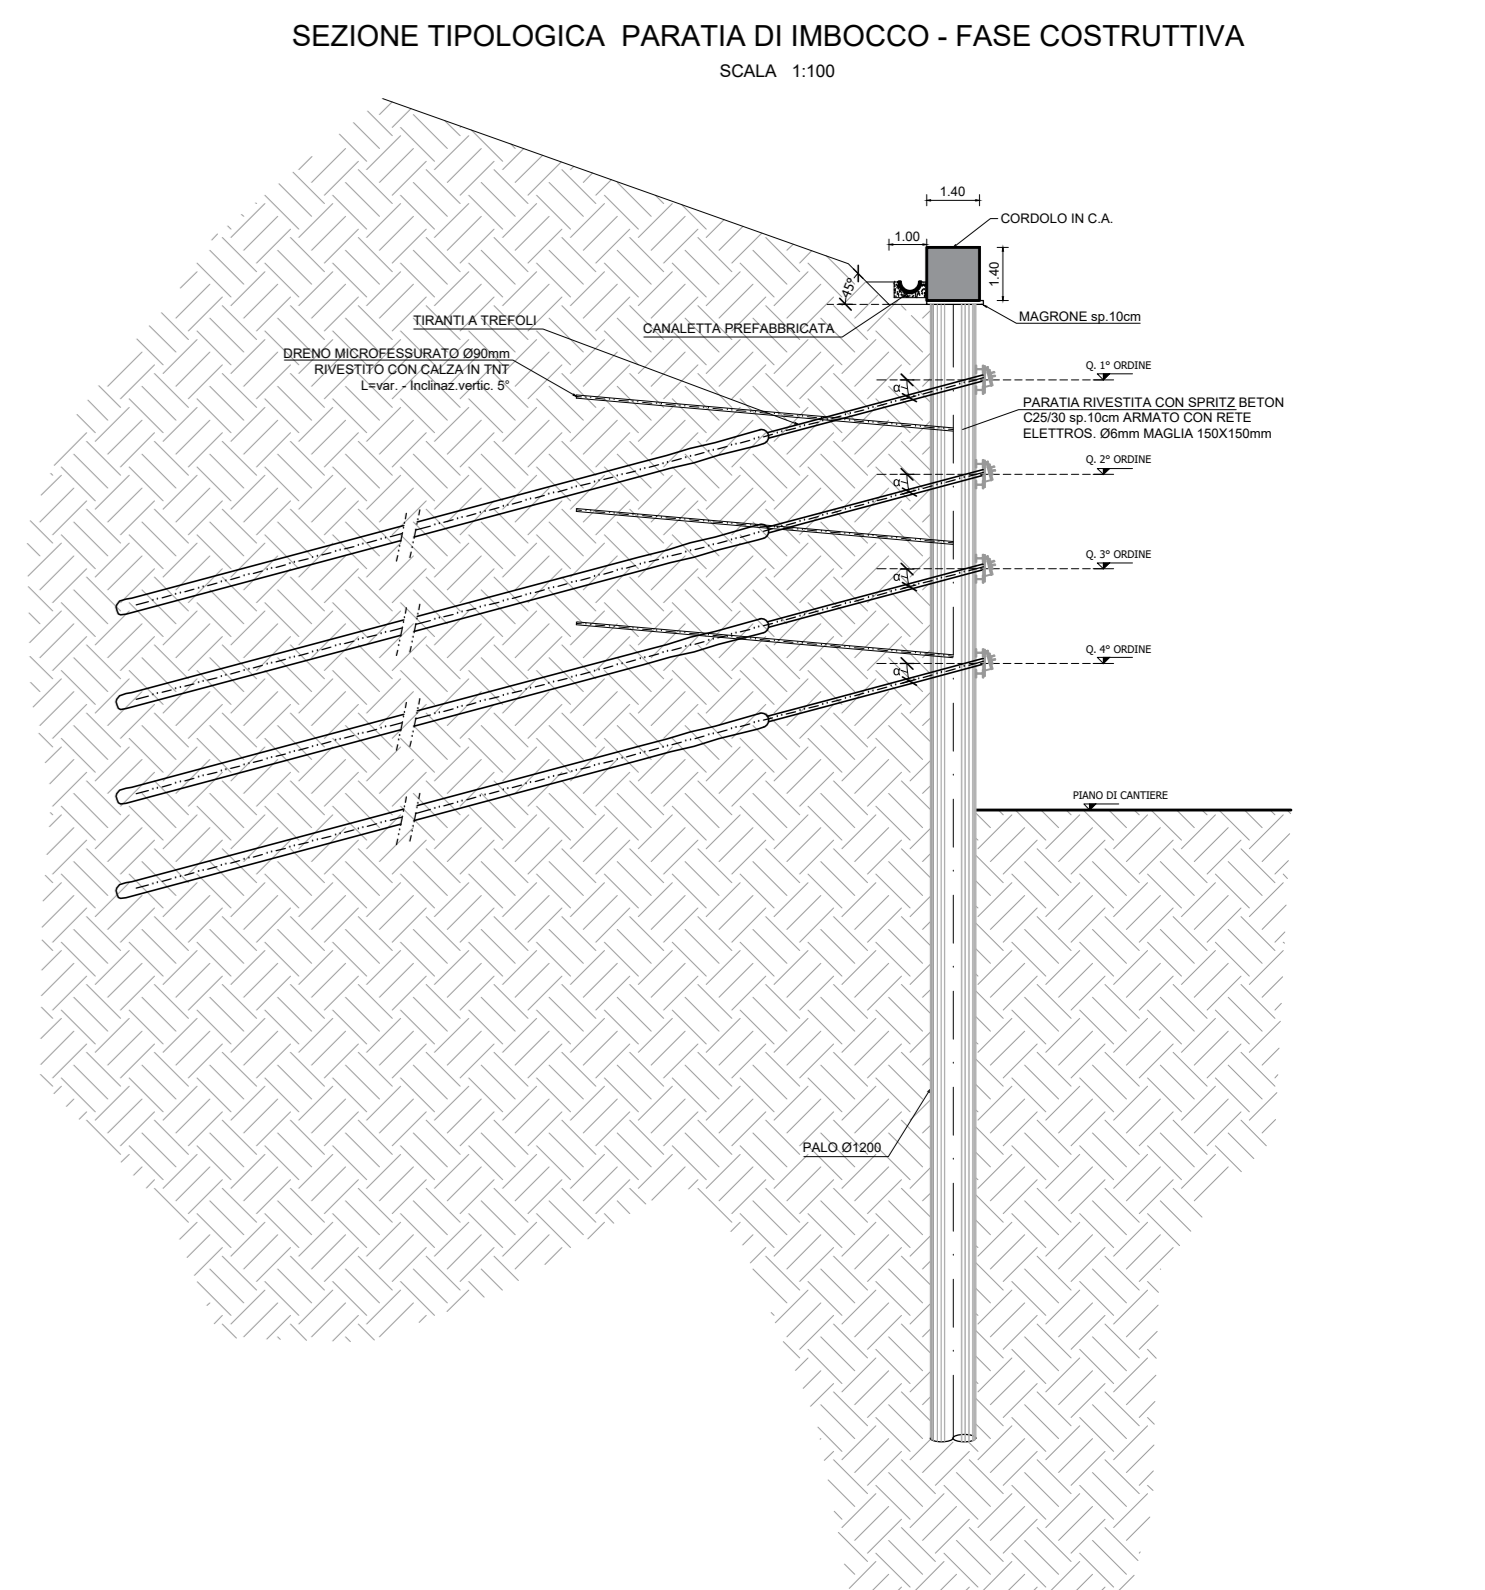 SEZIONE TIPOLOGICA PARATIA DI IMBOCCO - FASE COSTRUTTIVA
SCALA 1:100
1.40
CORDOLO IN C.A.
1.00
1.40
45°
MAGRONE sp.10cm
TIRANTI A TREFOLI
CANALETTA PREFABBRICATA
DRENO MICROFESSURATO Ø90mm
RIVESTITO CON CALZA IN TNT
L=var. - Inclinaz.vertic. 5°
Q. 1° ORDINE
α
PARATIA RIVESTITA CON SPRITZ BETON
C25/30 sp.10cm ARMATO CON RETE
ELETTROS. Ø6mm MAGLIA 150X150mm
Q. 2° ORDINE
α
Q. 3° ORDINE
α
Q. 4° ORDINE
α
PIANO DI CANTIERE
PALO Ø1200